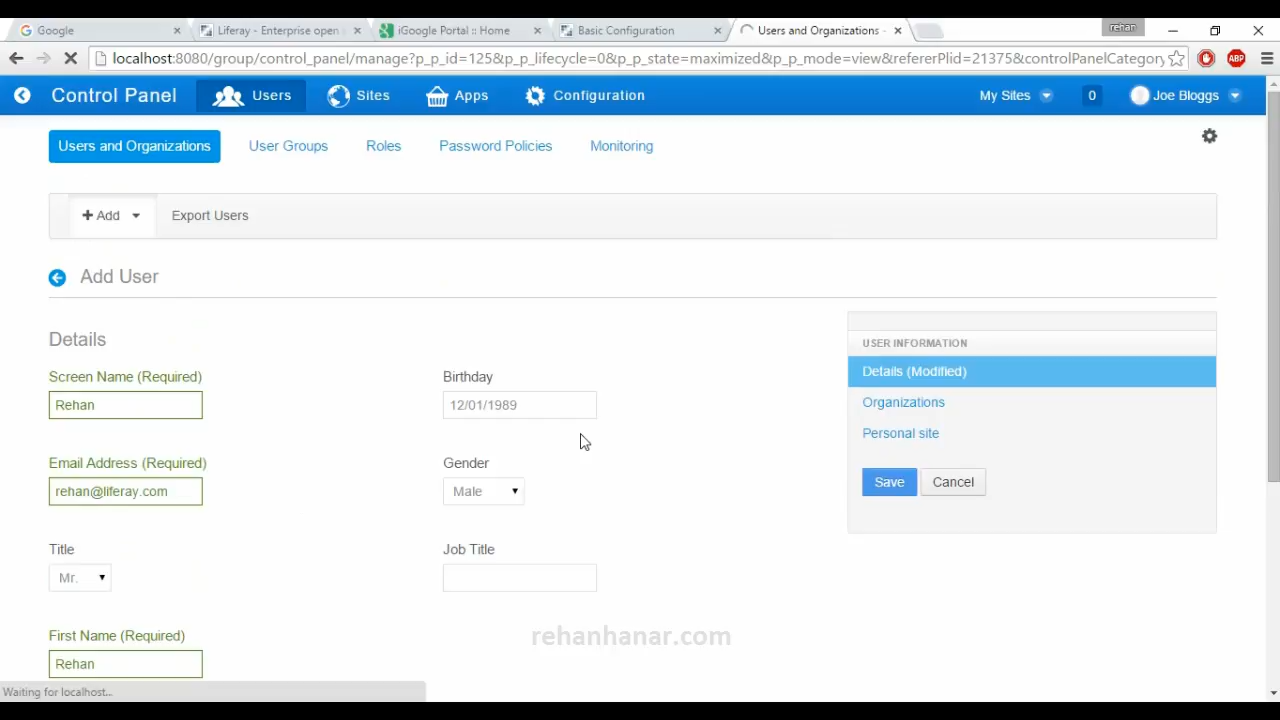 Google
Liferay - Enterprise open
iGoogle Portal :: Home
Basic Configuration
Users and Organizations -
rehan
localhost:8080/group/control_panel/manage?p_p_id=125&p_p_lifecycle=0&p_p_state=maximized&p_p_mode=view&refererPlid=21375&controlPanelCategory
ABP
Control Panel
Users
Sites
Apps
Configuration
My Sites
0
Joe Bloggs
Users and Organizations
User Groups
Roles
Password Policies
Monitoring
Add
Export Users
Add User
Details
Screen Name (Required)
Rehan
Birthday
12/01/1989
Email Address (Required)
rehan@liferay.com
Gender
Male
Title
Mr.
Job Title
First Name (Required)
Rehan
USER INFORMATION
Details (Modified)
Organizations
Personal site
Save
Cancel
rehanhanar.com
Waiting for localhost...